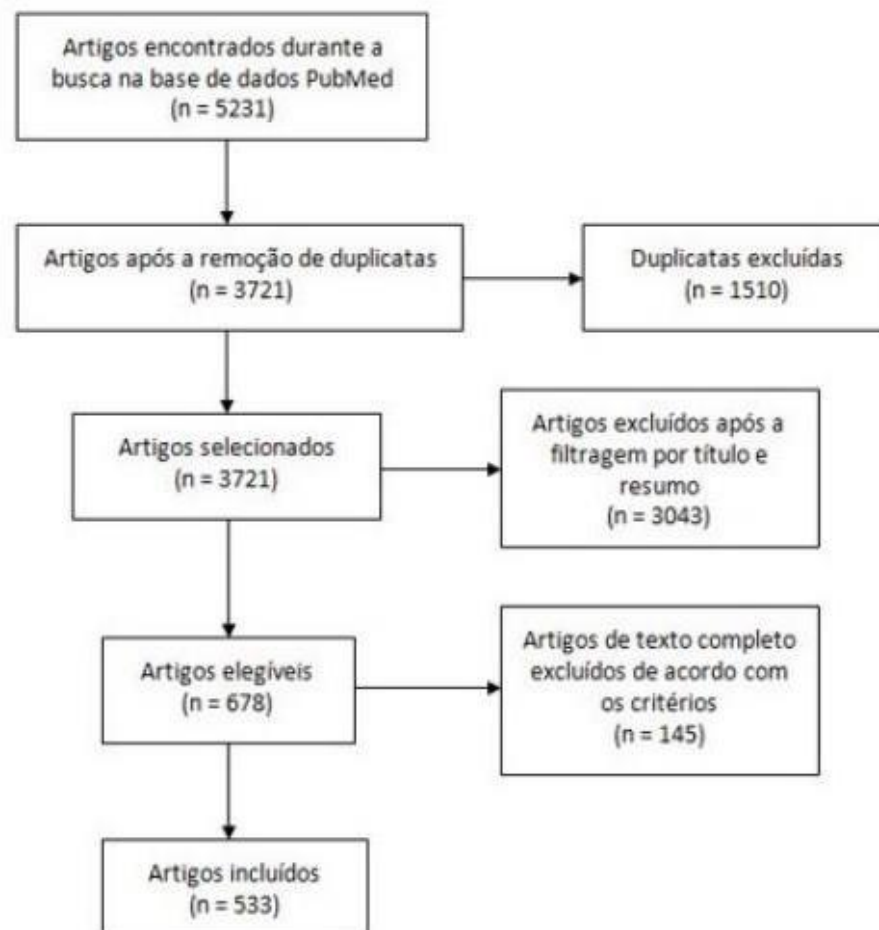 Artigos encontrados durante a
busca na base de dados PubMed
(n = 5231)
Artigos após a remoção de duplicatas
(n = 3721)
Duplicatas excluídas
(n = 1510)
Artigos selecionados
(n = 3721)
Artigos excluídos após a
filtragem por título e
resumo
(n = 3043)
Artigos elegíveis
(n = 678)
Artigos de texto completo
excluídos de acordo com
os critérios
(n = 145)
Artigos incluídos
(n = 533)